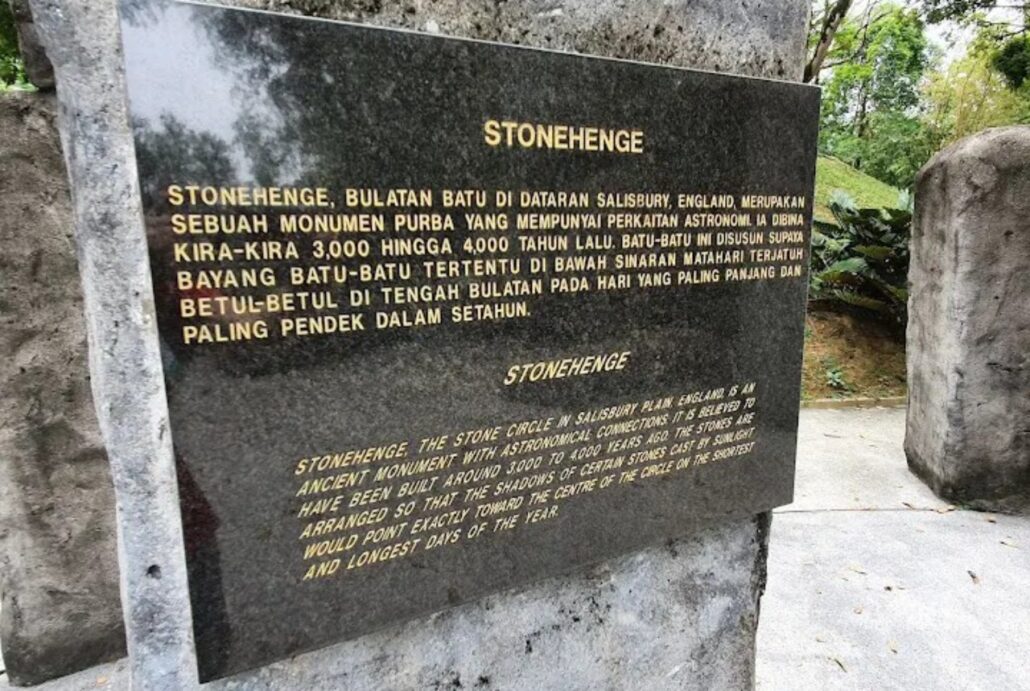 STONEHENGE
STONEHENGE, BULATAN BATU DI DATARAN SALISBURY, ENGLAND, MERUPAKAN
SEBUAH MONUMEN PURBA YANG MEMPUNYAI PERKAITAN ASTRONOMI. IA DIBINA
KIRA-KIRA 3,000 HINGGA 4,000 TAHUN LALU. BATU-BATU INI DISUSUN SUPAYA
BAYANG BATU-BATU TERTENTU DI BAWAH SINARAN MATAHARI TERJATUH
BETUL-BETUL DI TENGAH BULATAN PADA HARI YANG PALING PANJANG DAN
PALING PENDEK DALAM SETAHUN.
STONEHENGE
STONEHENGE, THE STONE CIRCLE IN SALISBURY PLAIN, ENGLAND, IS AN
ANCIENT MONUMENT WITH ASTRONOMICAL CONNECTIONS. IT IS BELIEVED TO
HAVE BEEN BUILT AROUND 3,000 TO 4,000 YEARS AGO. THE STONES ARE
ARRANGED SO THAT THE SHADOWS OF CERTAIN STONES CAST BY SUNLIGHT
WOULD POINT EXACTLY TOWARD THE CENTRE OF THE CIRCLE ON THE SHORTEST
AND LONGEST DAYS OF THE YEAR.